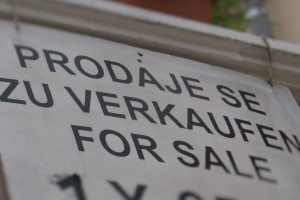 PRODAJE SE
ZU VERKAUFEN
FOR SALE